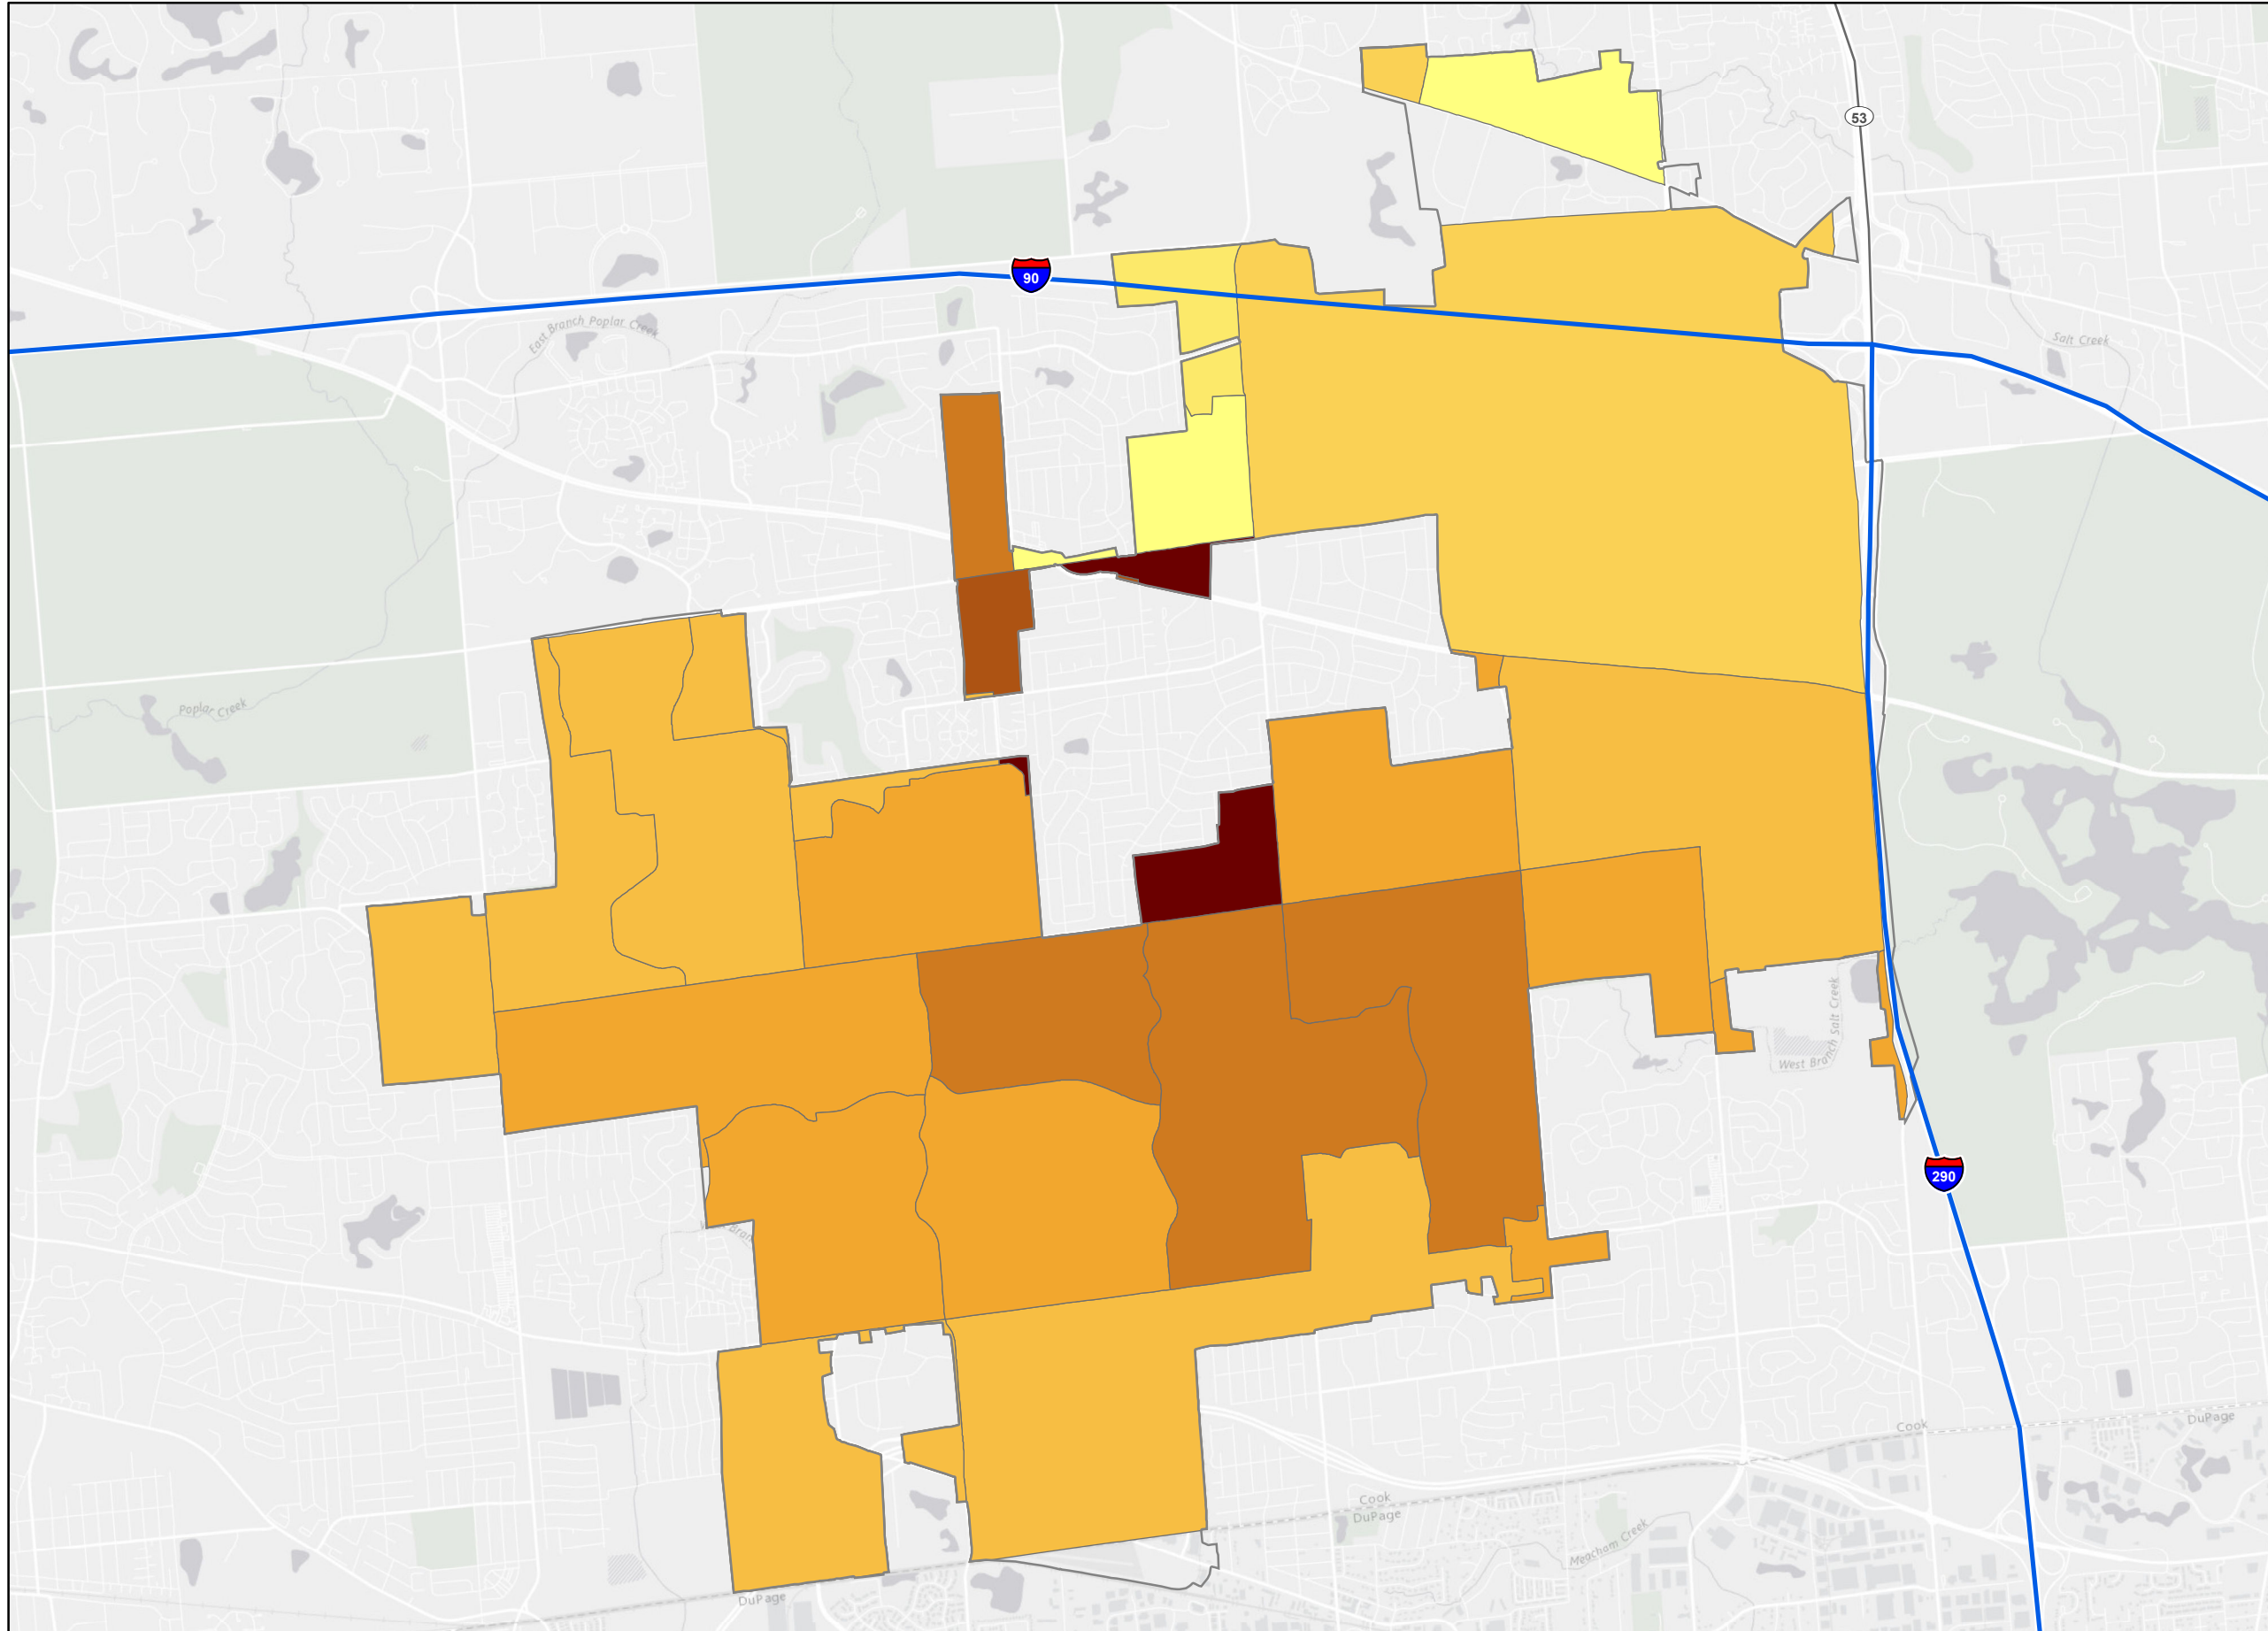 53
90
East Branch Poplar Creek
Salt Creek
Poplar Creek
West Branch Salt Creek
290
Cook
DuPage
Cook
DuPage
Meacham Creek
DuPage